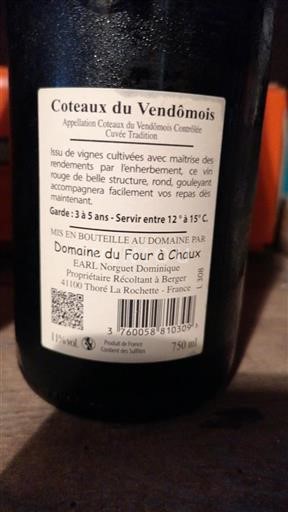 Coteaux du Vendômois
Appellation Coteaux du Vendômois Contrôlée
Cuvée Tradition
Issu de vignes cultivées avec maîtrise des
rendements par l'enherbement, ce vin
rouge de belle structure, rond, gouleyant
accompagnera facilement vos repas dès
maintenant.
Garde : 3 à 5 ans - Servir entre 12 ° à 15° C.
MIS EN BOUTEILLE AU DOMAINE PAR
Domaine du Four à Chaux
EARL Norguet Dominique
Propriétaire Récoltant à Berger
41100 Thoré La Rochette - France
L 308
3 760058 810309
11%vol.
Produit de France
Contient des Sulfites
750 ml